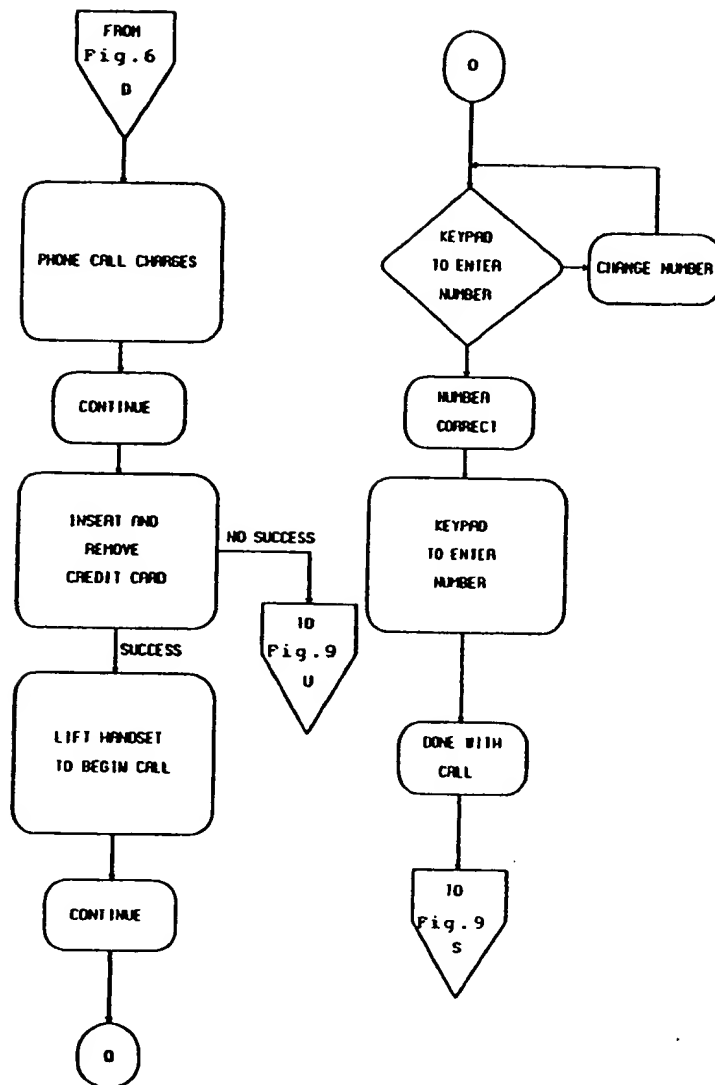 FROM
Fig.6
D
PHONE CALL CHARGES
CONTINUE
INSERT AND
REMOVE
CREDIT CARD
NO SUCCESS
TO
Fig.9
U
SUCCESS
LIFT HANDSET
TO BEGIN CALL
CONTINUE
Q
O
KEYPAD
TO ENTER
NUMBER
CHANGE NUMBER
NUMBER
CORRECT
KEYPAD
TO ENTER
NUMBER
DONE WITH
CALL
TO
Fig.9
S